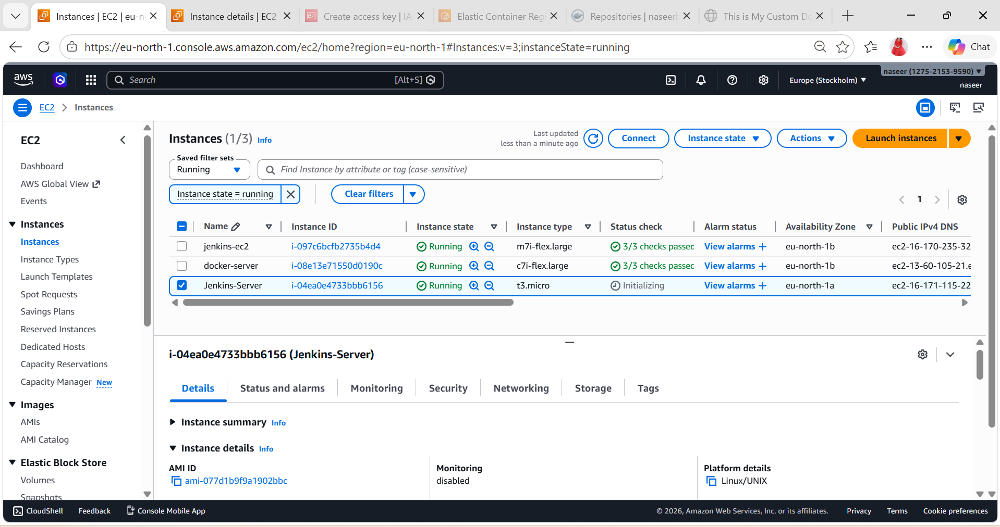 Instances | EC2 | eu-n
Instance details | EC2
Create access key | IA
Elastic Container Reg
Repositories | naseerb
This is My Custom Do
https://eu-north-1.console.aws.amazon.com/ec2/home?region=eu-north-1#Instances:v=3;instanceState=running
Chat
aws
Search
[Alt+S]
Europe (Stockholm)
naseer (1275-2153-9590)
naseer
EC2
Instances
EC2
Dashboard
AWS Global View
Events
Instances
Instances
Instance Types
Launch Templates
Spot Requests
Savings Plans
Reserved Instances
Dedicated Hosts
Capacity Reservations
Capacity Manager New
Images
AMIs
AMI Catalog
Elastic Block Store
Volumes
Snapshots
Instances (1/3) Info
Last updated
less than a minute ago
Connect
Instance state
Actions
Launch instances
Saved filter sets
Running
Find Instance by attribute or tag (case-sensitive)
Instance state = running
Clear filters
1
Name Instance ID Instance state Instance type Status check Alarm status Availability Zone Public IPv4 DNS
jenkins-ec2 i-097c6bcfb2735b4d4 Running m7i-flex.large 3/3 checks passed View alarms + eu-north-1b ec2-16-170-235-32
docker-server i-08e13e71550d0190c Running c7i-flex.large 3/3 checks passed View alarms + eu-north-1b ec2-13-60-105-21.e
Jenkins-Server i-04ea0e4733bbb6156 Running t3.micro Initializing View alarms + eu-north-1a ec2-16-171-115-22
i-04ea0e4733bbb6156 (Jenkins-Server)
Details
Status and alarms
Monitoring
Security
Networking
Storage
Tags
Instance summary Info
Instance details Info
AMI ID
ami-077d1b9f9a1902bbc
Monitoring
disabled
Platform details
Linux/UNIX
CloudShell
Feedback
Console Mobile App
© 2026, Amazon Web Services, Inc. or its affiliates.
Privacy
Terms
Cookie preferences